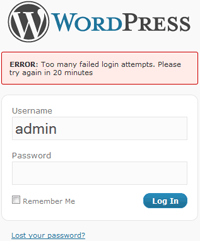 WORDPRESS
ERROR: Too many failed login attempts. Please
try again in 20 minutes
Username
admin
Password
Remember Me
Log In
Lost your password?